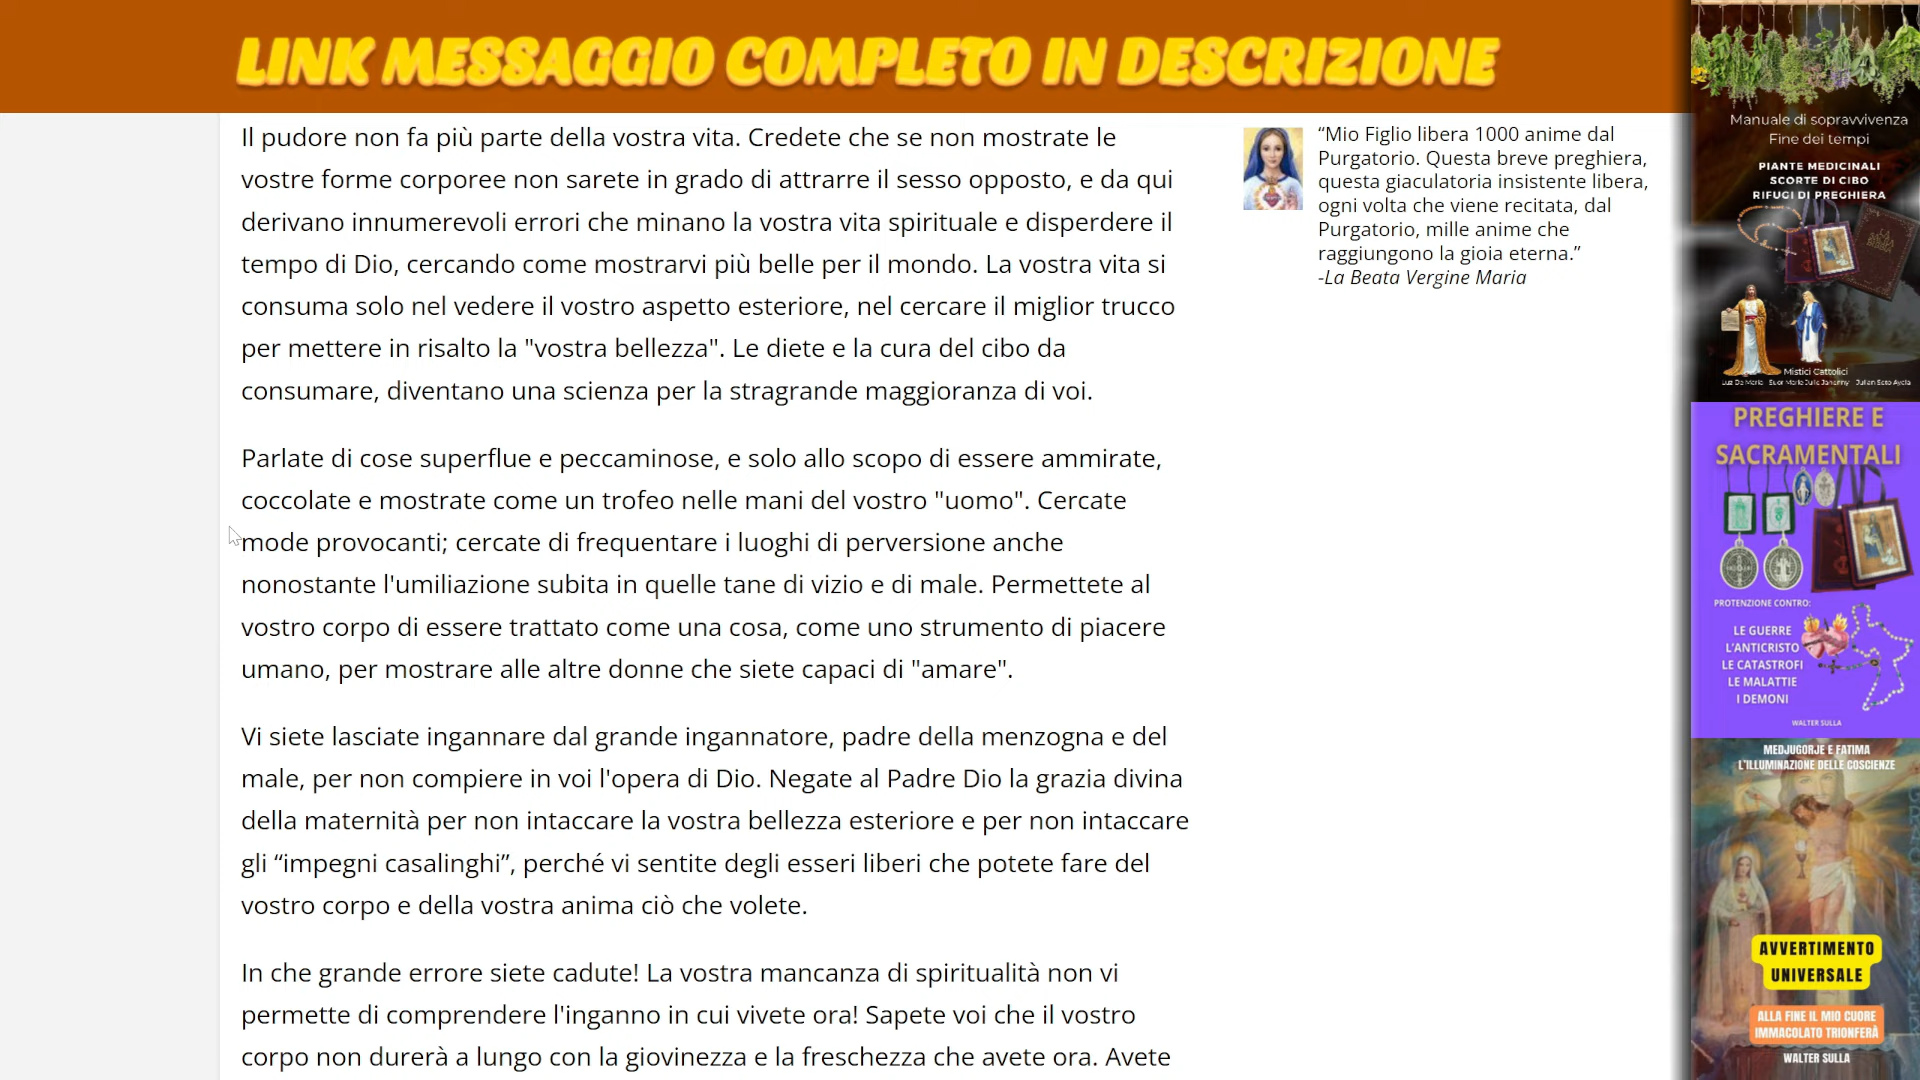 LINK MESSAGGIO COMPLETO IN DESCRIZIONE
Il pudore non fa più parte della vostra vita. Credete che se non mostrate le
vostre forme corporee non sarete in grado di attrarre il sesso opposto, e da qui
derivano innumerevoli errori che minano la vostra vita spirituale e disperdere il
tempo di Dio, cercando come mostrarvi più belle per il mondo. La vostra vita si
consuma solo nel vedere il vostro aspetto esteriore, nel cercare il miglior trucco
per mettere in risalto la "vostra bellezza". Le diete e la cura del cibo da
consumare, diventano una scienza per la stragrande maggioranza di voi.
Parlate di cose superflue e peccaminose, e solo allo scopo di essere ammirate,
coccolate e mostrate come un trofeo nelle mani del vostro "uomo". Cercate
mode provocanti; cercate di frequentare i luoghi di perversione anche
nonostante l'umiliazione subita in quelle tane di vizio e di male. Permettete al
vostro corpo di essere trattato come una cosa, come uno strumento di piacere
umano, per mostrare alle altre donne che siete capaci di "amare".
Vi siete lasciate ingannare dal grande ingannatore, padre della menzogna e del
male, per non compiere in voi l'opera di Dio. Negate al Padre Dio la grazia divina
della maternità per non intaccare la vostra bellezza esteriore e per non intaccare
gli “impegni casalinghi”, perché vi sentite degli esseri liberi che potete fare del
vostro corpo e della vostra anima ciò che volete.
In che grande errore siete cadute! La vostra mancanza di spiritualità non vi
permette di comprendere l'inganno in cui vivete ora! Sapete voi che il vostro
corpo non durerà a lungo con la giovinezza e la freschezza che avete ora. Avete
“Mio Figlio libera 1000 anime dal
Purgatorio. Questa breve preghiera,
questa giaculatoria insistente libera,
ogni volta che viene recitata, dal
Purgatorio, mille anime che
raggiungono la gioia eterna.”
-La Beata Vergine Maria
Manuale di sopravvivenza
Fine dei tempi
PIANTE MEDICINALI
SCORTE DI CIBO
RIFUGI DI PREGHIERA
Mistici Cattolici
PREGHIERE E
SACRAMENTALI
PROTENZIONE CONTRO:
LE GUERRE
L'ANTICRISTO
LE CATASTROFI
LE MALATTIE
I DEMONI
WALTER SULLA
MEDJUGORJE E FATIMA
L'ILLUMINAZIONE DELLE COSCIENZE
AVVERTIMENTO
UNIVERSALE
ALLA FINE IL MIO CUORE
IMMACOLATO TRIONFERÀ
WALTER SULLA